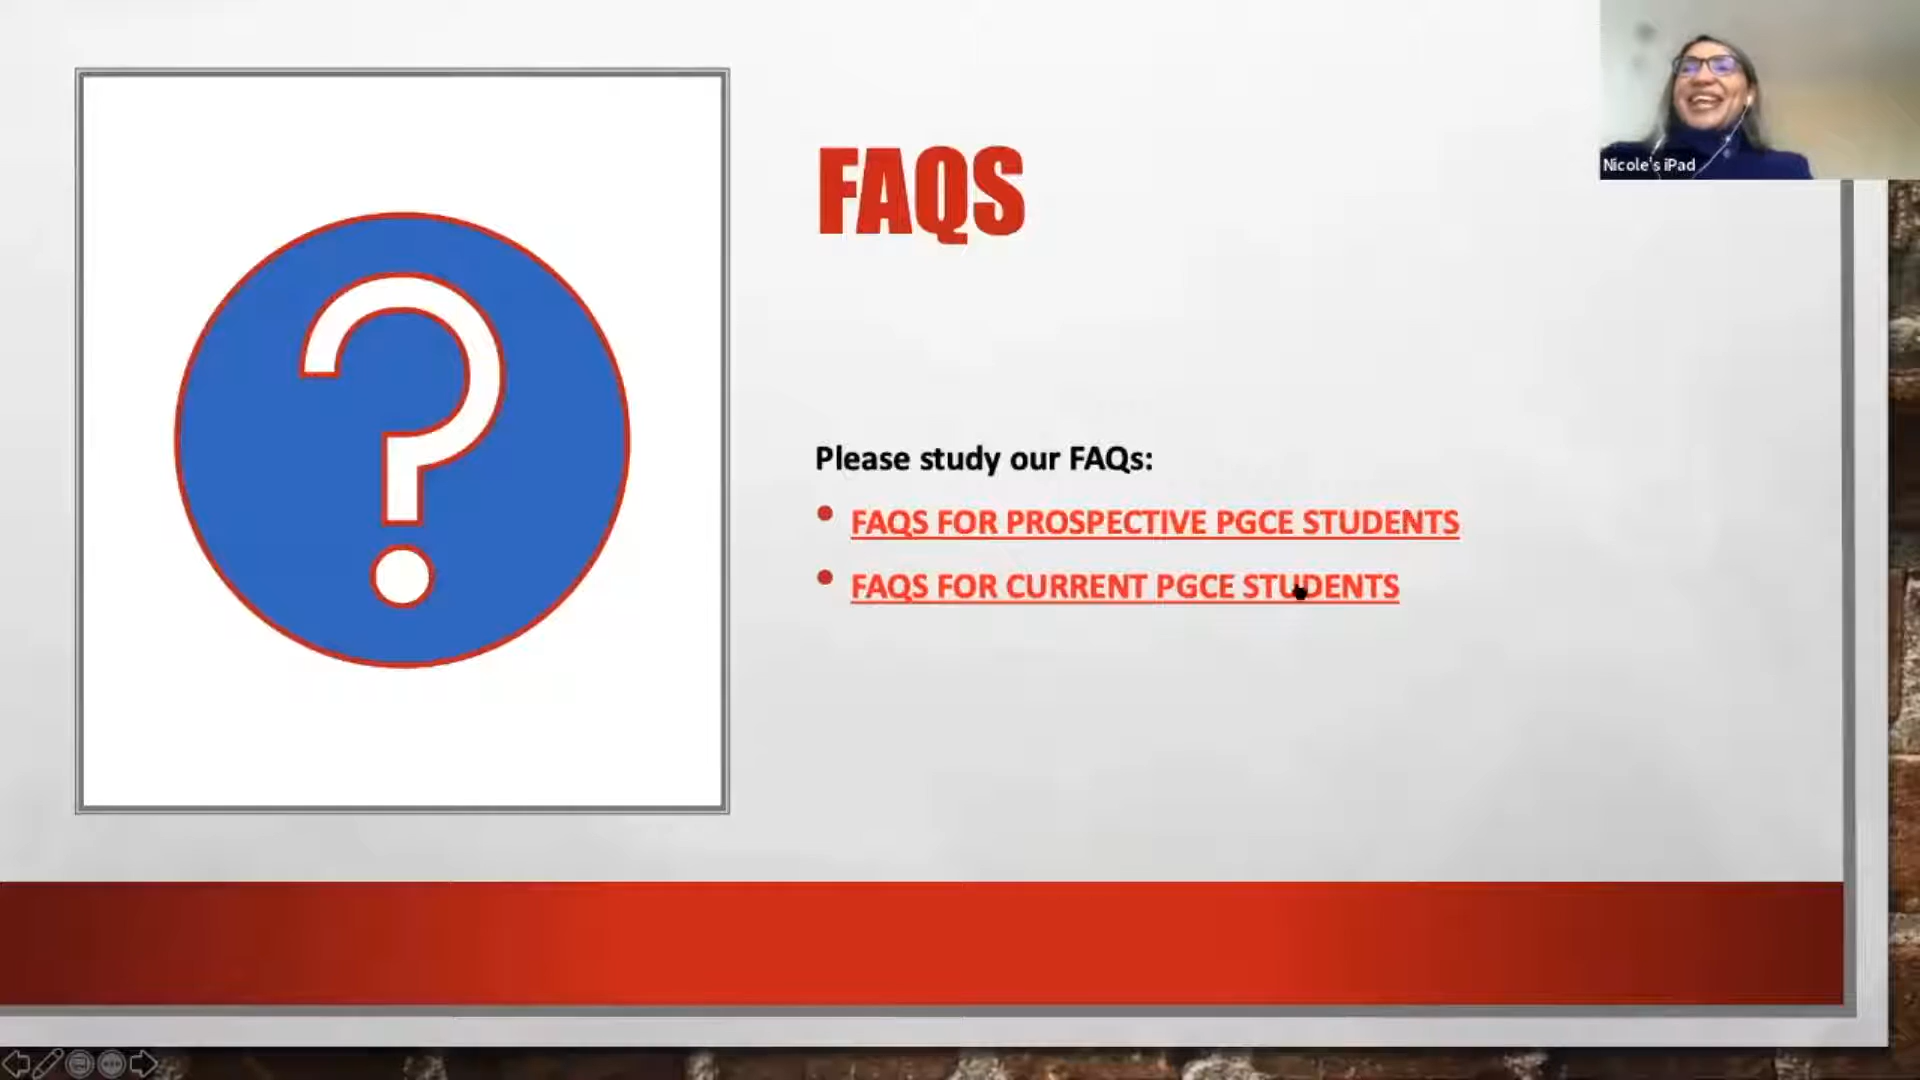 FAQS
Nicole's iPad
Please study our FAQs:
• FAQS FOR PROSPECTIVE PGCE STUDENTS
• FAQS FOR CURRENT PGCE STUDENTS